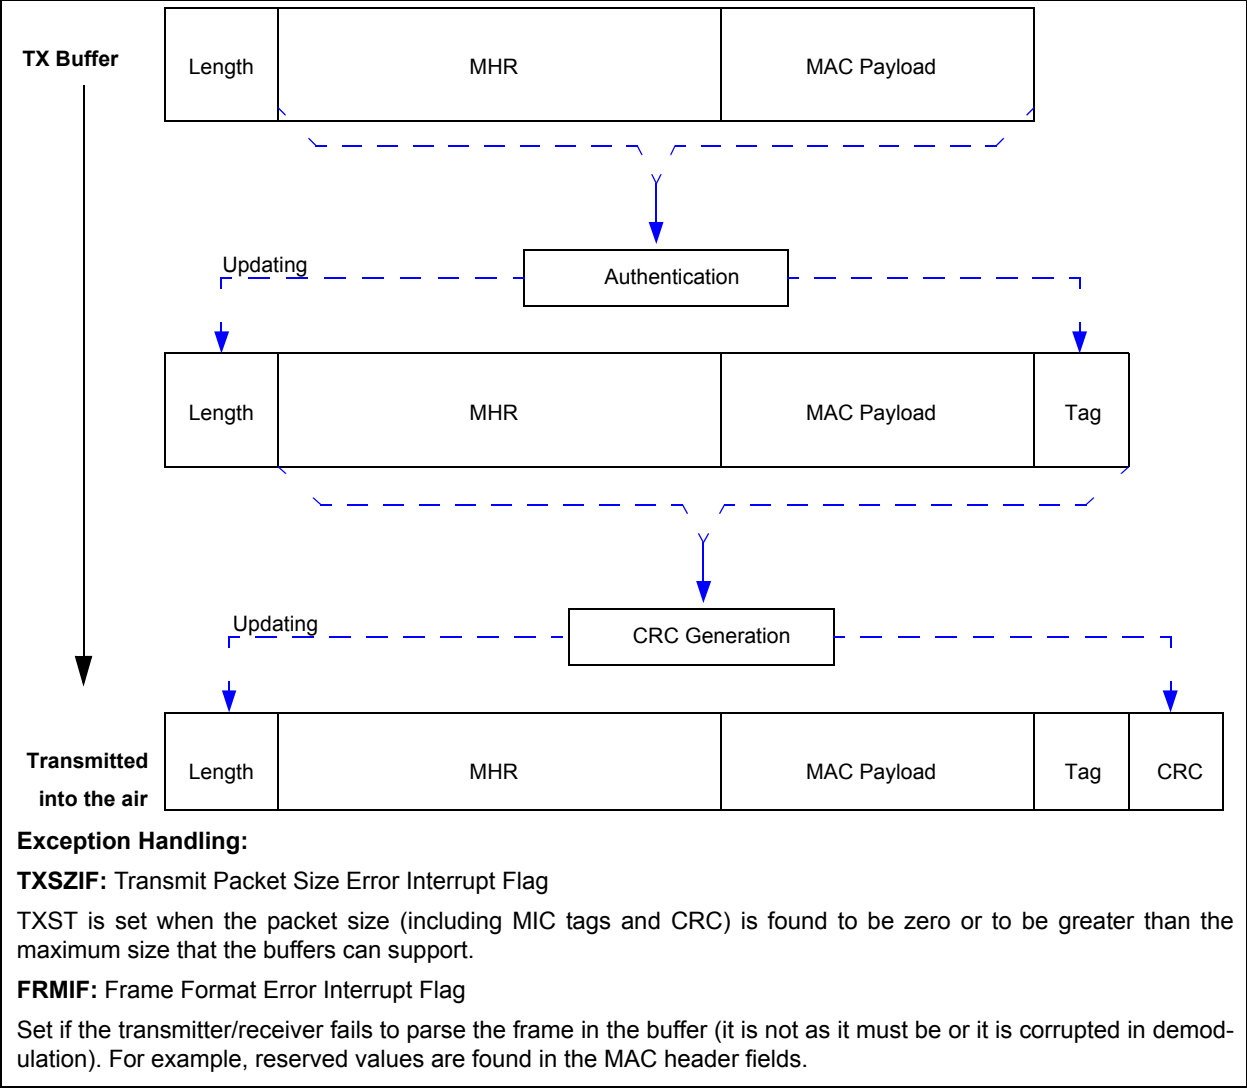 TX Buffer
Length
MHR
MAC Payload
Updating
Authentication
Length
MHR
MAC Payload
Tag
Updating
CRC Generation
Transmitted
into the air
Length
MHR
MAC Payload
Tag
CRC
Exception Handling:
TXSZIF: Transmit Packet Size Error Interrupt Flag
TXST is set when the packet size (including MIC tags and CRC) is found to be zero or to be greater than the
maximum size that the buffers can support.
FRMIF: Frame Format Error Interrupt Flag
Set if the transmitter/receiver fails to parse the frame in the buffer (it is not as it must be or it is corrupted in demod-
ulation). For example, reserved values are found in the MAC header fields.